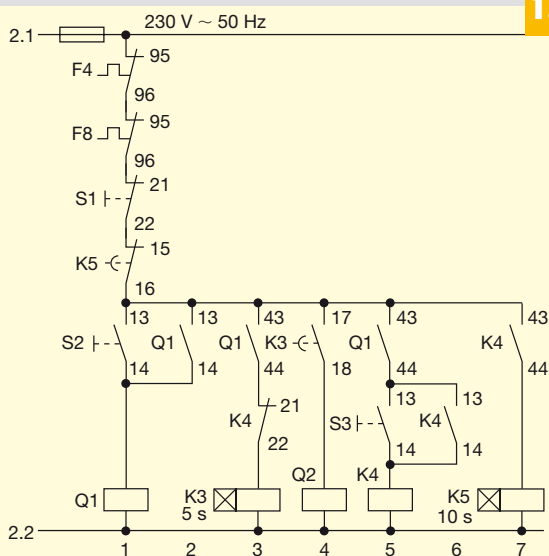 230 V ~ 50 Hz
2.1
95
F4
96
95
F8
96
21
S1
22
15
K5
16
13 13 43 17 43 43
S2 Q1 Q1 K3 Q1 K4
14 14 44 18 44 44
21 13 13
K4 S3 K4
22 14 14
Q2 K4
Q1 K3 K5
5 s 10 s
2.2
1 2 3 4 5 6 7